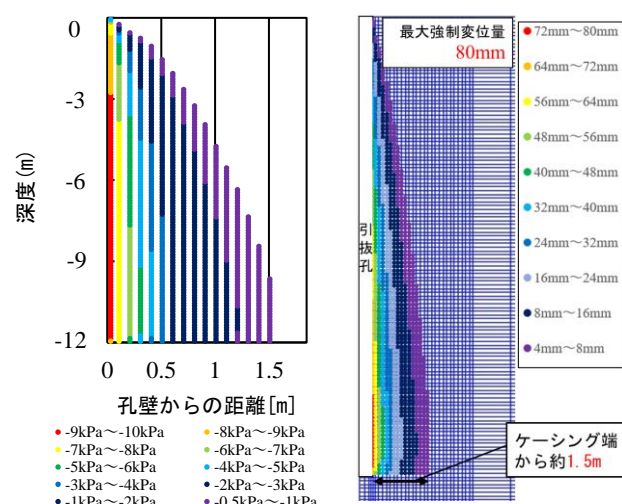 0
-3
-6
-9
-12
深度(m)
0
0.5
1
1.5
孔壁からの距離[m]
-9kPa～-10kPa
-8kPa～-9kPa
-7kPa～-8kPa
-6kPa～-7kPa
-5kPa～-6kPa
-4kPa～-5kPa
-3kPa～-4kPa
-2kPa～-3kPa
-1kPa～-2kPa
-0.5kPa～-1kPa
最大強制変位量
80mm
引抜孔
72mm～80mm
64mm～72mm
56mm～64mm
48mm～56mm
40mm～48mm
32mm～40mm
24mm～32mm
16mm～24mm
8mm～16mm
4mm～8mm
ケーシング端
から約1.5m